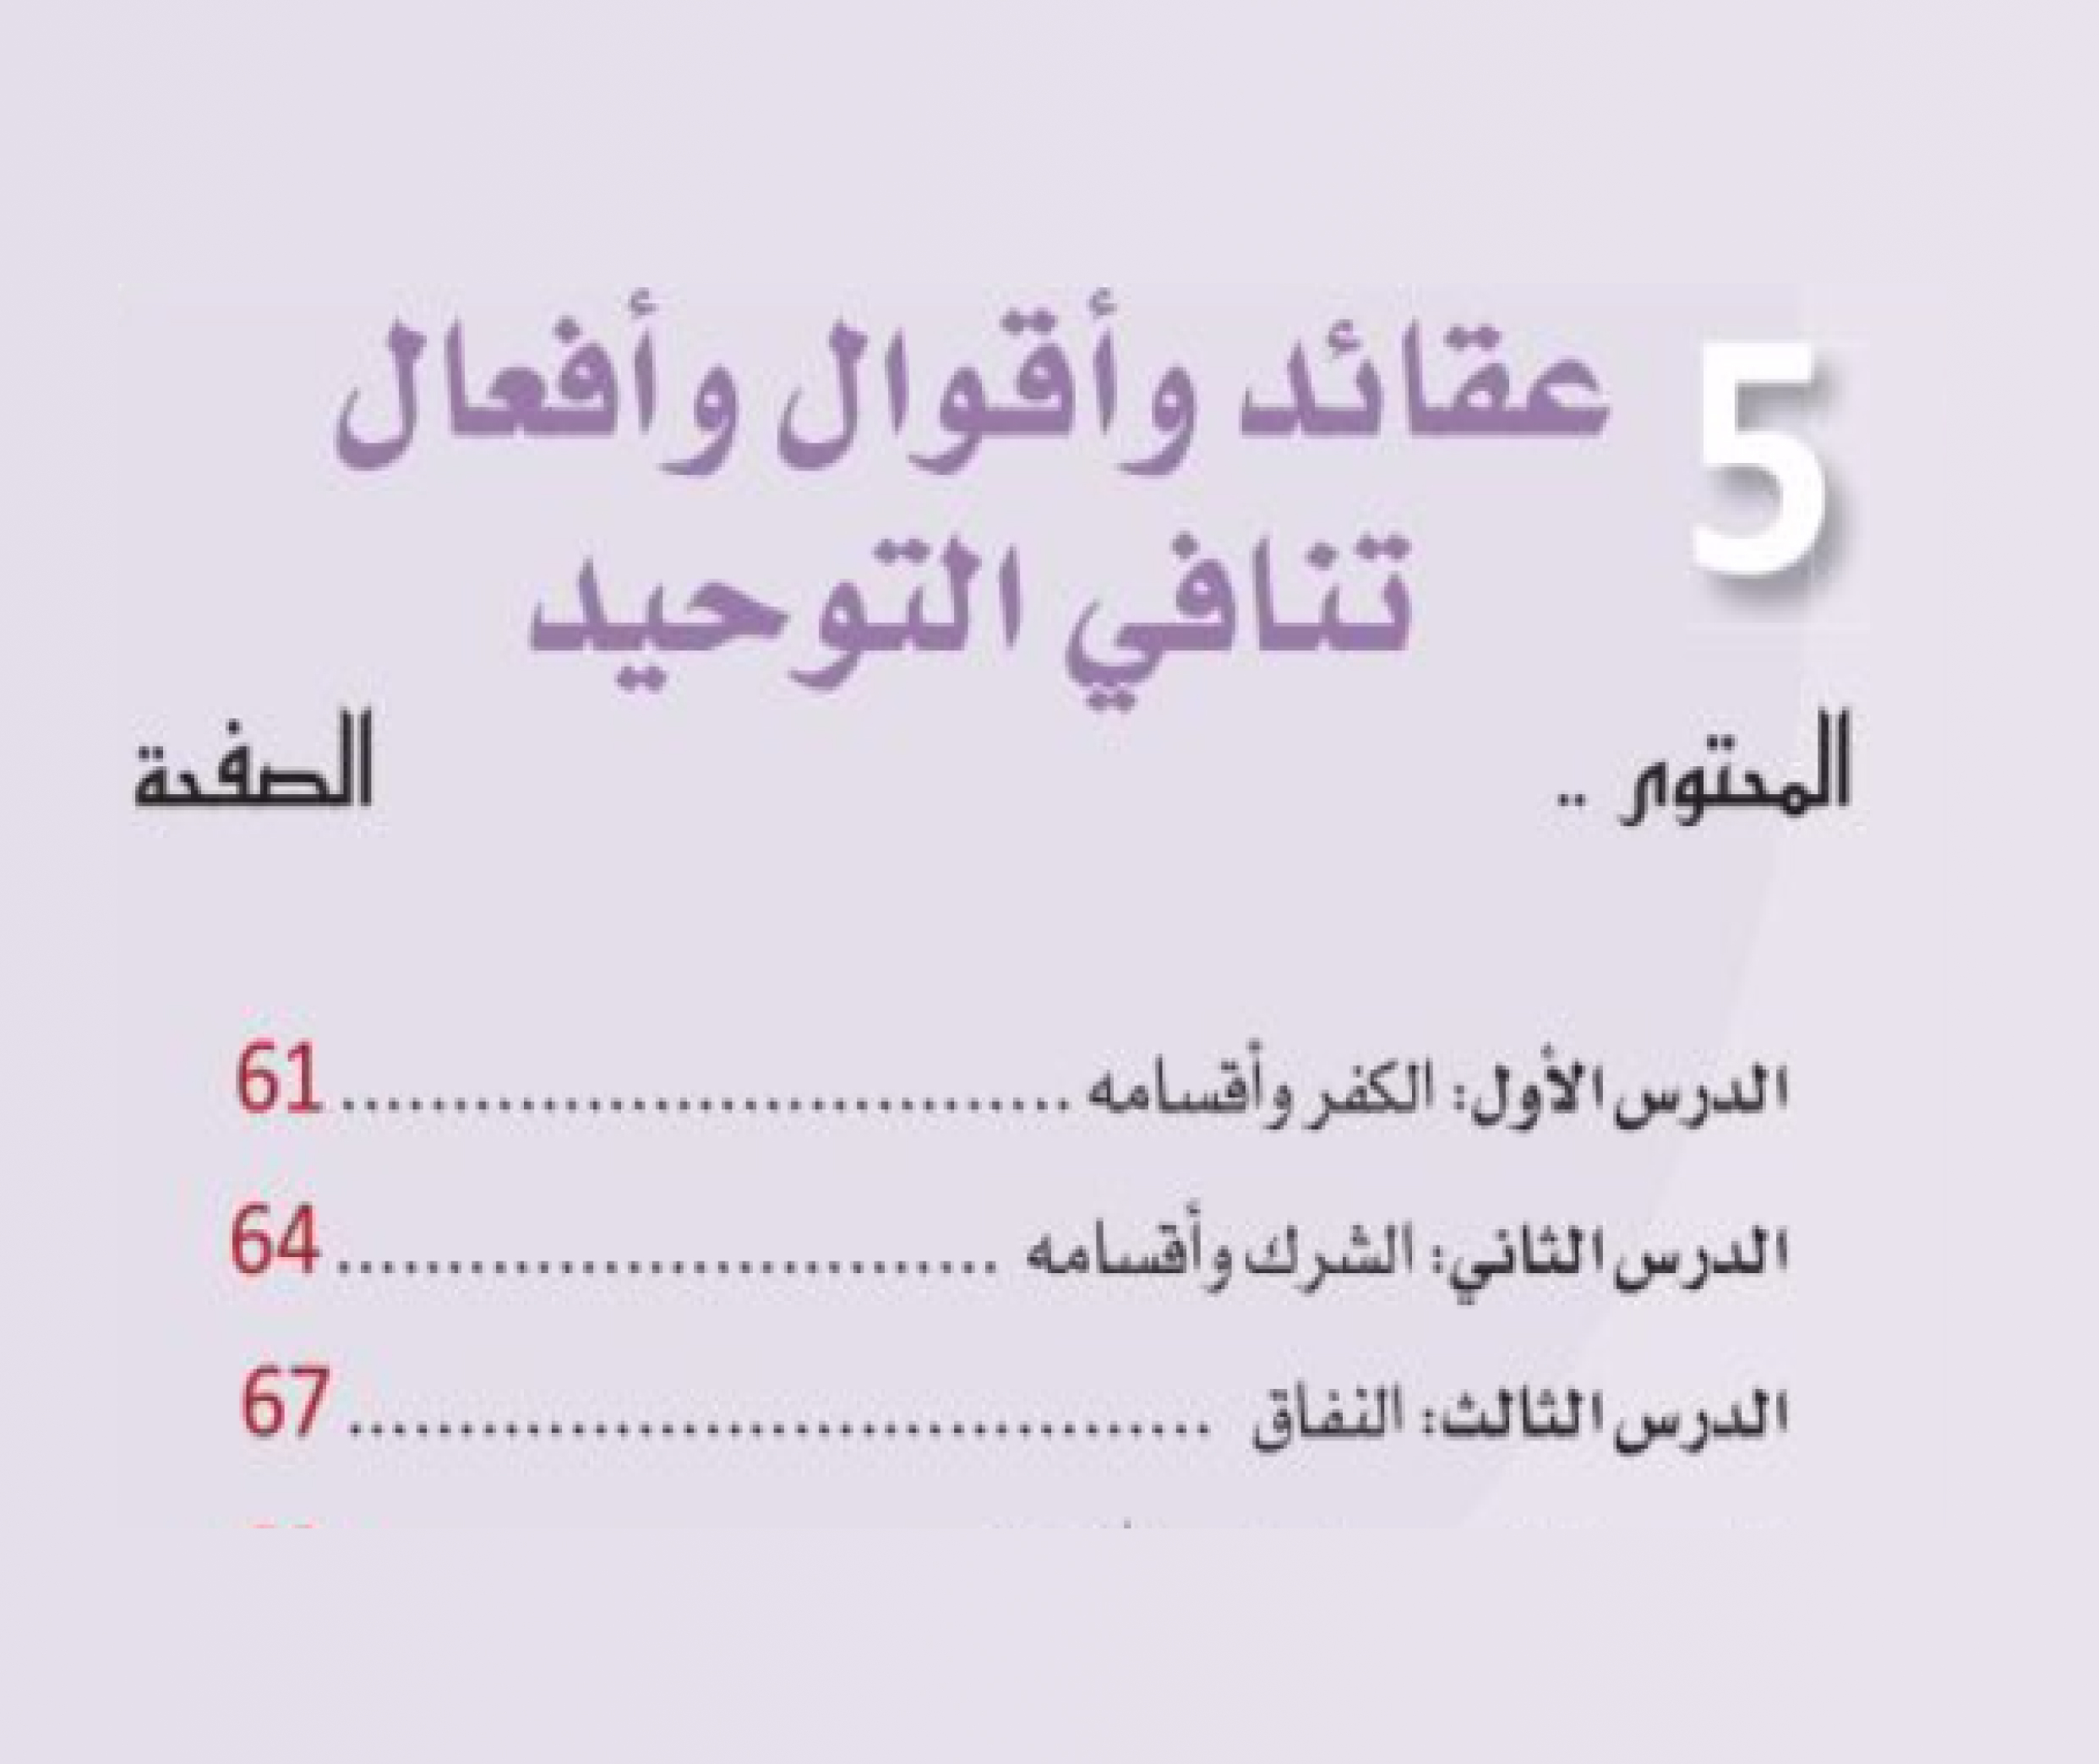 5 عقائد وأقوال وأفعال
تنافي التوحيد
المحتوى .. الصفحة
الدرس الأول: الكفر وأقسامه ................................. 61
الدرس الثاني: الشرك وأقسامه .............................. 64
الدرس الثالث: النفاق ....................................... 67